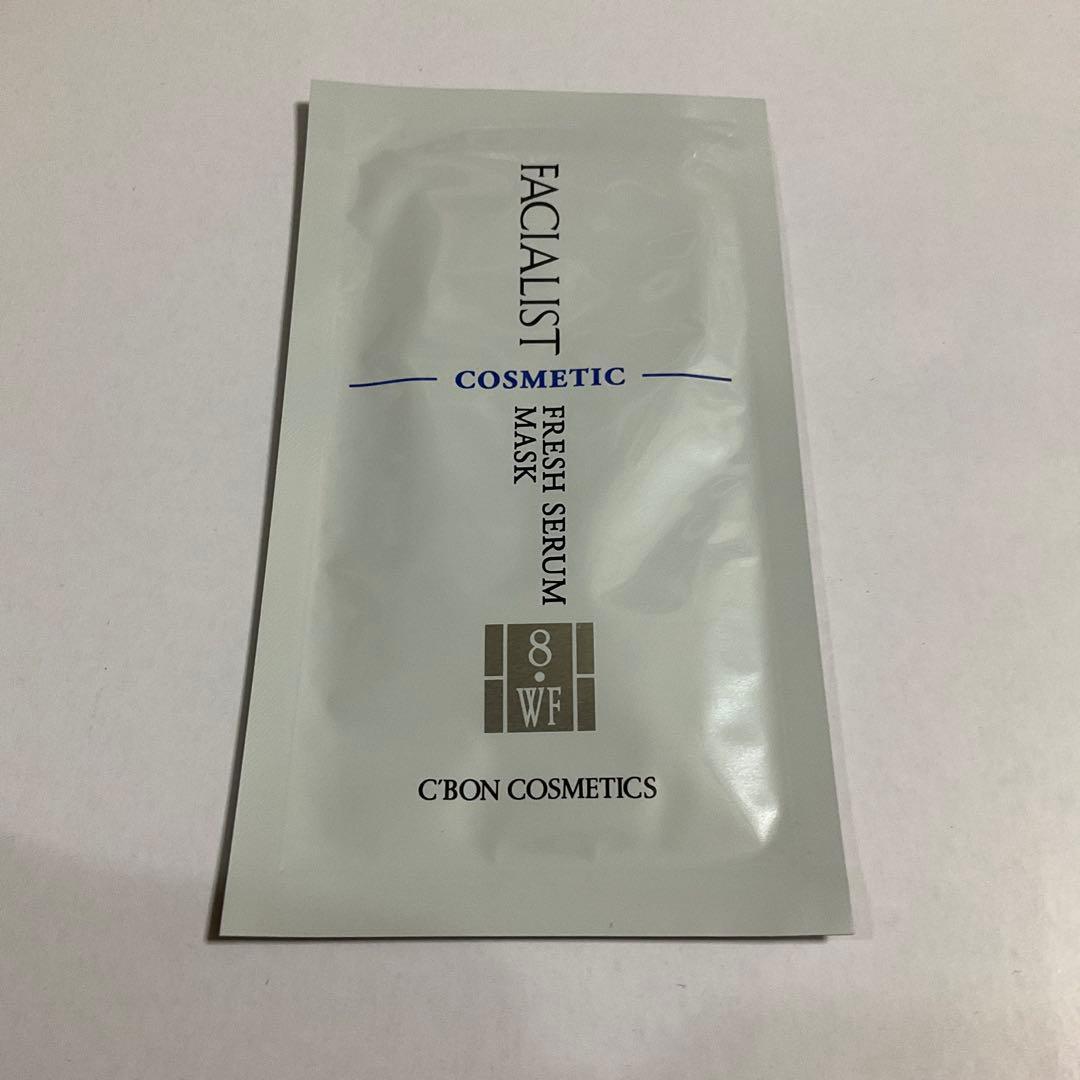 FACIALIST
COSMETIC
FRESH SERUM
MASK
8.
WF
C'BON COSMETICS